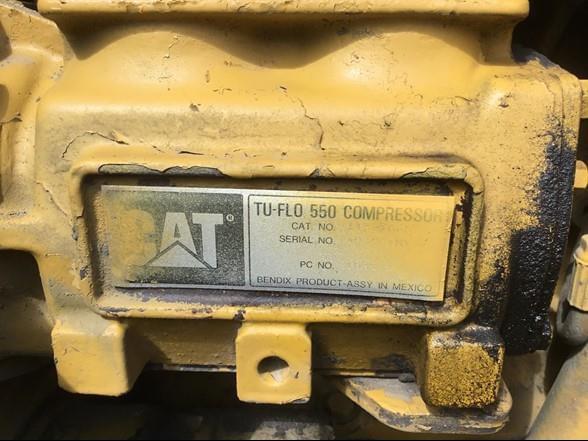 CAT®
TU-FLO 550 COMPRESSOR
CAT. NO.
SERIAL NO.
PC NO.
BENDIX PRODUCT-ASSY IN MEXICO